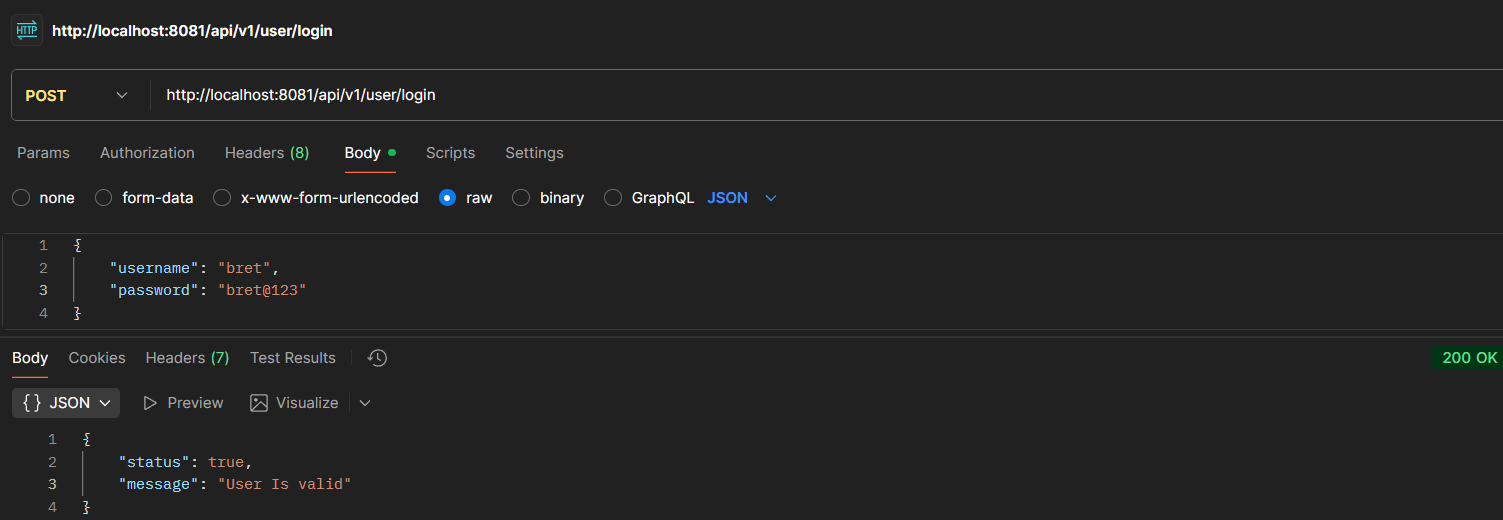 HTTP http://localhost:8081/api/v1/user/login
POST http://localhost:8081/api/v1/user/login
Params Authorization Headers (8) Body Scripts Settings
none form-data x-www-form-urlencoded raw binary GraphQL JSON
1 {
2 "username": "bret",
3 "password": "bret@123"
4 }
Body Cookies Headers (7) Test Results 200 OK
{} JSON Preview Visualize
1 {
2 "status": true,
3 "message": "User Is valid"
4 }